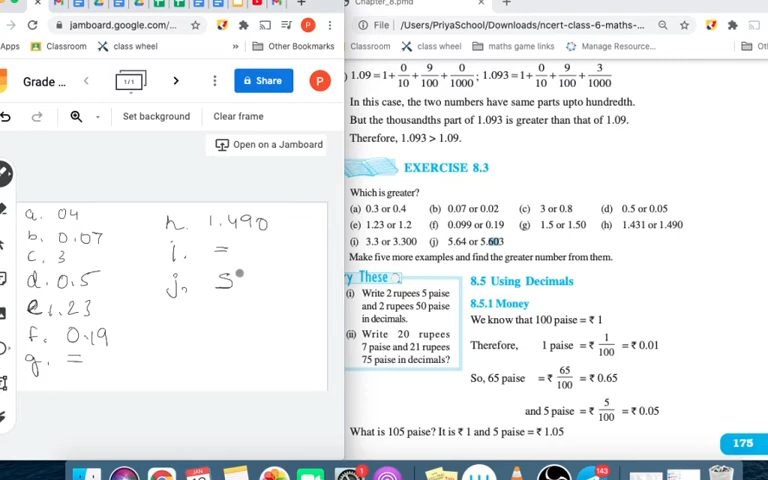 Chapter_8.pmd
jamboard.google.com/...
File /Users/PriyaSchool/Downloads/ncert-class-6-maths-
Apps Classroom class wheel » Other Bookmarks
Classroom class wheel maths game links Manage Resource...
Grade ... 1/1 Share P
Set background Clear frame
Open on a Jamboard
a. 04
b. 0.07
c. 3
d. 0.5
e. 1.23
f. 0.19
g. =
h. 1.490
i. =
j. 5
) 1.09 = 1 + 0/10 + 9/100 + 0/1000 ; 1.093 = 1 + 0/10 + 9/100 + 3/1000
In this case, the two numbers have same parts upto hundredth.
But the thousandths part of 1.093 is greater than that of 1.09.
Therefore, 1.093 > 1.09.
EXERCISE 8.3
Which is greater?
(a) 0.3 or 0.4 (b) 0.07 or 0.02 (c) 3 or 0.8 (d) 0.5 or 0.05
(e) 1.23 or 1.2 (f) 0.099 or 0.19 (g) 1.5 or 1.50 (h) 1.431 or 1.490
(i) 3.3 or 3.300 (j) 5.64 or 5.603
Make five more examples and find the greater number from them.
y These
(i) Write 2 rupees 5 paise
and 2 rupees 50 paise
in decimals.
(ii) Write 20 rupees
7 paise and 21 rupees
75 paise in decimals?
8.5 Using Decimals
8.5.1 Money
We know that 100 paise = ₹ 1
Therefore, 1 paise = ₹ 1/100 = ₹ 0.01
So, 65 paise = ₹ 65/100 = ₹ 0.65
and 5 paise = ₹ 5/100 = ₹ 0.05
What is 105 paise? It is ₹ 1 and 5 paise = ₹ 1.05
175
JAN
143